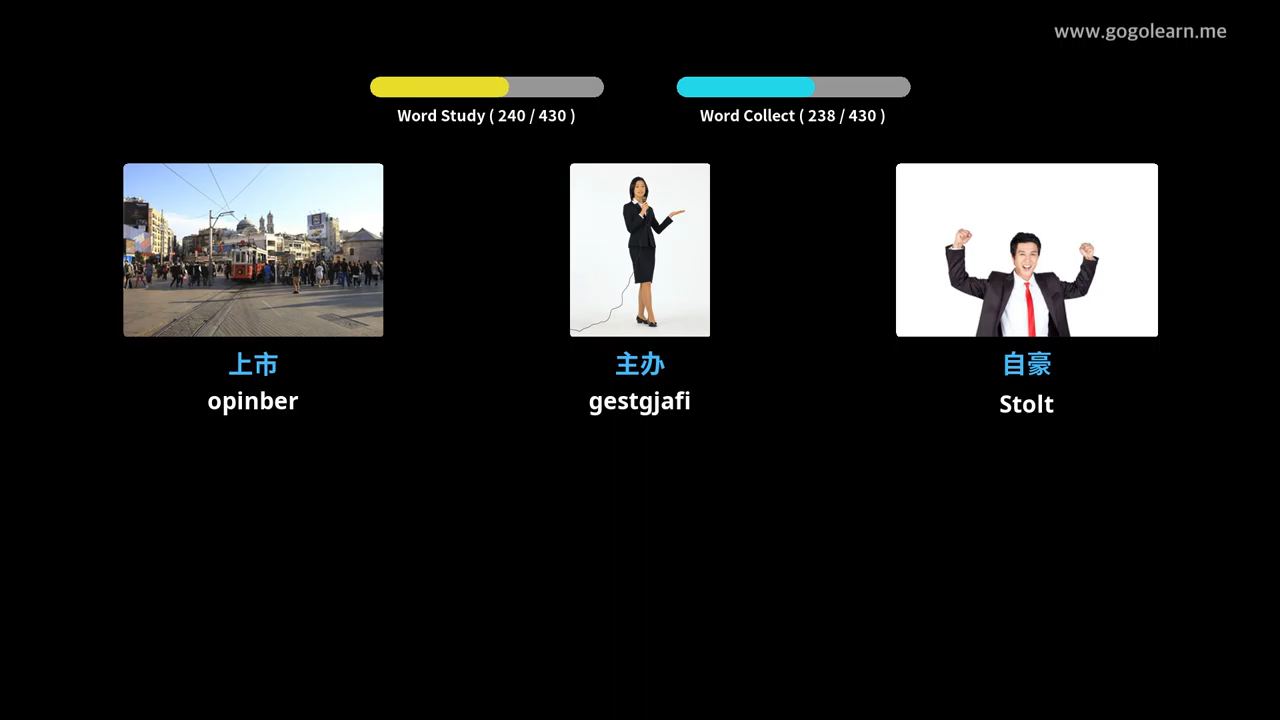 www.gogolearn.me
Word Study ( 240 / 430 )
Word Collect ( 238 / 430 )
上市
主办
自豪
opinber
gestgjafi
Stolt